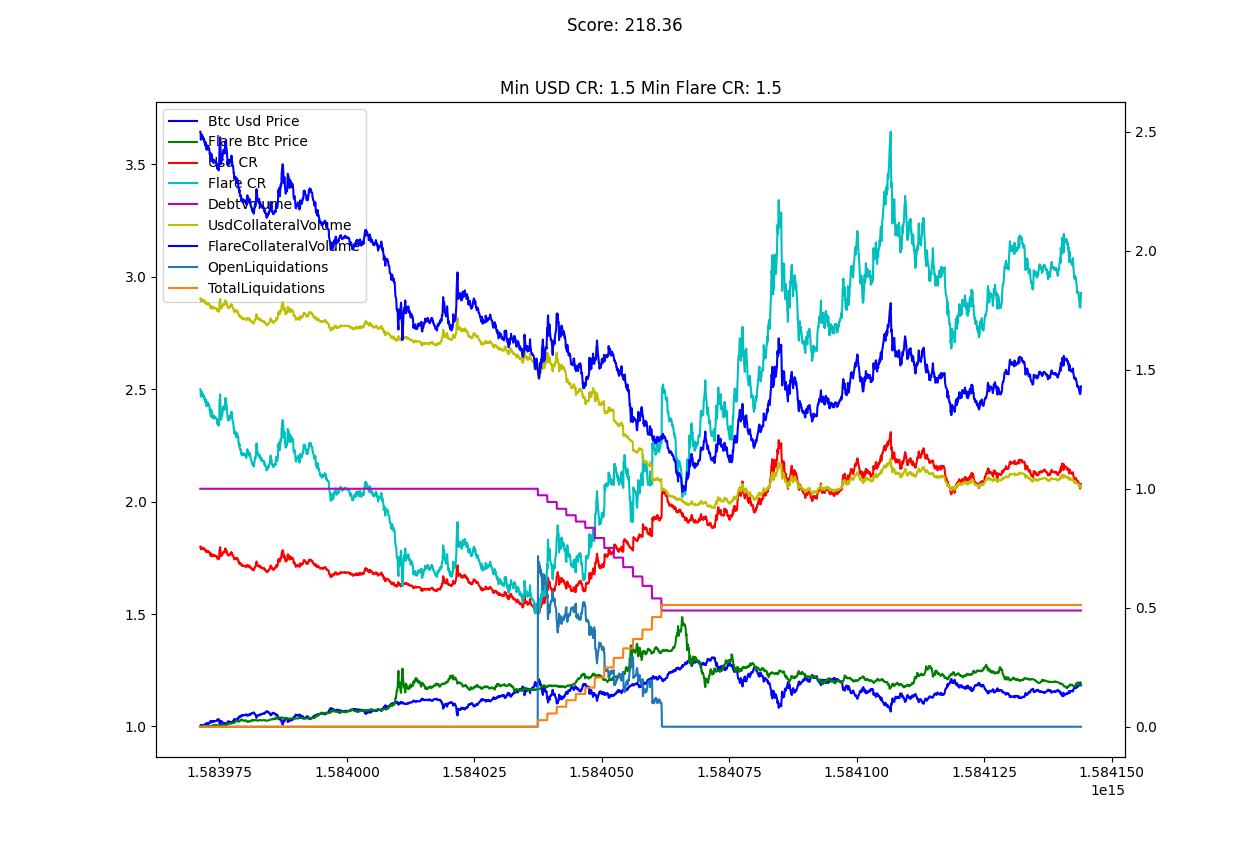 Score: 218.36
Min USD CR: 1.5 Min Flare CR: 1.5
Btc Usd Price
Flare Btc Price
Usd CR
Flare CR
DebtVolume
UsdCollateralVolume
FlareCollateralVolume
OpenLiquidations
TotalLiquidations
3.5
3.0
2.5
2.0
1.5
1.0
2.5
2.0
1.5
1.0
0.5
0.0
1.583975 1.584000 1.584025 1.584050 1.584075 1.584100 1.584125 1.584150
1e15